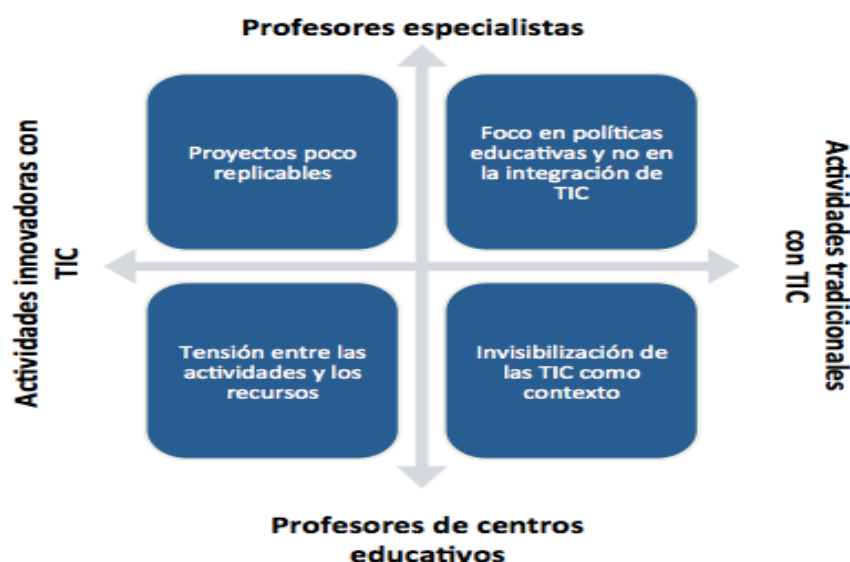 Profesores especialistas
Actividades innovadoras con
TIC
Proyectos poco
replicables
Foco en políticas
educativas y no en
la integración de
TIC
Actividades tradicionales
con TIC
Tensión entre las
actividades y los
recursos
Invisibilización de
las TIC como
contexto
Profesores de centros
educativos